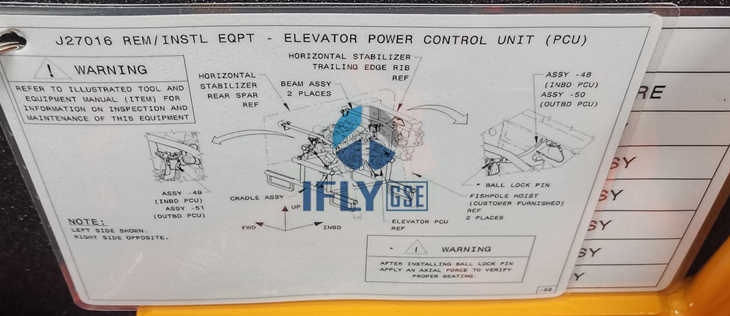 J27016 REM/INSTL EQPT - ELEVATOR POWER CONTROL UNIT (PCU)
! WARNING
REFER TO ILLUSTRATED TOOL AND
EQUIPMENT MANUAL (ITEM) FOR
INFORMATION ON INSPECTION AND
MAINTENANCE OF THIS EQUIPMENT
HORIZONTAL
STABILIZER
REAR SPAR
REF
HORIZONTAL STABILIZER
TRAILING EDGE RIB
REF
BEAM ASSY
2 PLACES
ASSY -48
(INBD PCU)
ASSY -50
(OUTBD PCU)
ASSY -49
(INBD PCU)
ASSY -51
(OUTBD PCU)
CRADLE ASSY
UP
FWD
INBD
ELEVATOR PCU
REF
* BALL LOCK PIN
FISHPOLE HOIST
(CUSTOMER FURNISHED)
REF
2 PLACES
NOTE:
LEFT SIDE SHOWN.
RIGHT SIDE OPPOSITE.
! WARNING
AFTER INSTALLING BALL LOCK PIN
APPLY AN AXIAL FORCE TO VERIFY
PROPER SEATING.
IFLY GSE
RE
SY
SY
SY
SY